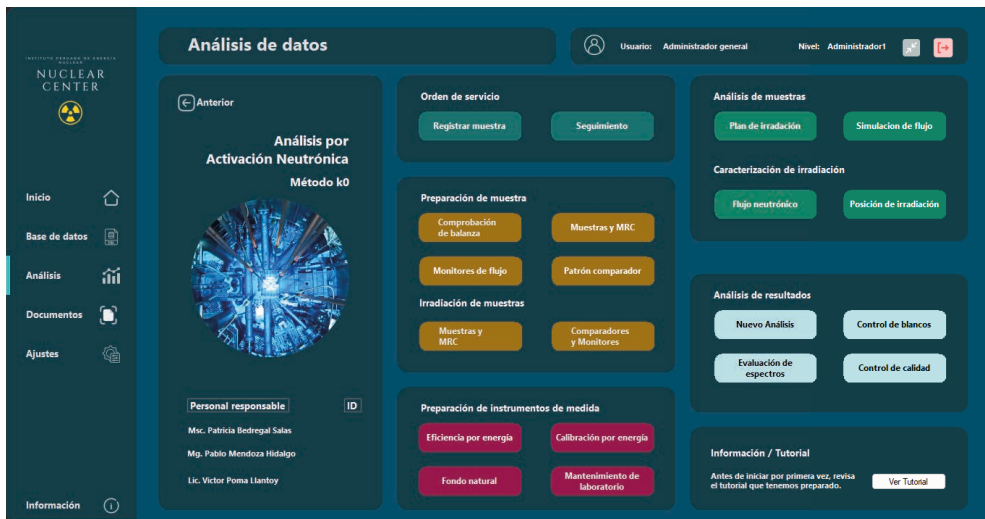 INSTITUTO PERUANO DE ENERGÍA
NUCLEAR
NUCLEAR
CENTER
Inicio
Base de datos
Análisis
Documentos
Ajustes
Información
Análisis de datos
Usuario: Administrador general
Nivel: Administrador1
Anterior
Análisis por
Activación Neutrónica
Método k0
Personal responsable
ID
Msc. Patricia Bedregal Salas
Mg. Pablo Mendoza Hidalgo
Lic. Victor Poma Llantoy
Orden de servicio
Registrar muestra
Seguimiento
Preparación de muestra
Comprobación
de balanza
Muestras y MRC
Monitores de flujo
Patrón comparador
Irradiación de muestras
Muestras y
MRC
Comparadores
y Monitores
Preparación de instrumentos de medida
Eficiencia por energía
Calibración por energía
Fondo natural
Mantenimiento de
laboratorio
Análisis de muestras
Plan de irradación
Simulacion de flujo
Caracterización de irradiación
Flujo neutrónico
Posición de irradiación
Análisis de resultados
Nuevo Análisis
Control de blancos
Evaluación de
espectros
Control de calidad
Información / Tutorial
Antes de iniciar por primera vez, revisa
el tutorial que tenemos preparado.
Ver Tutorial